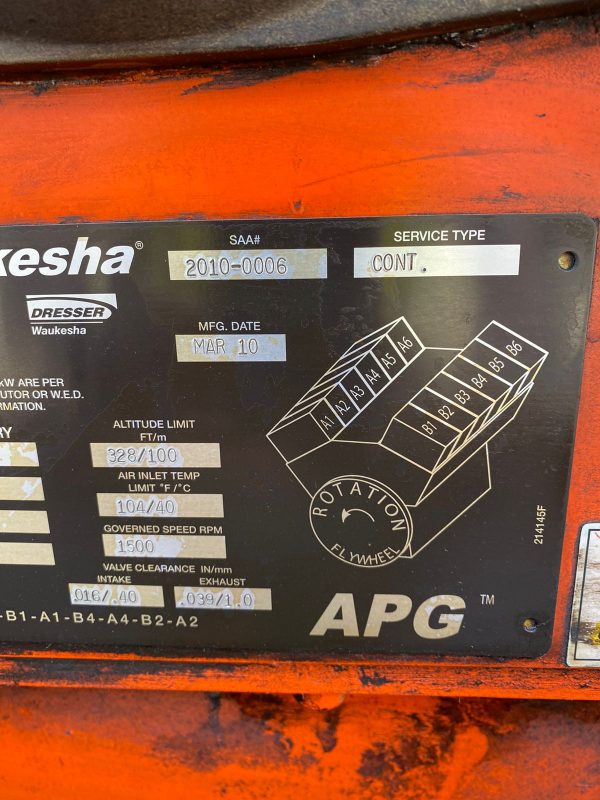 kesha®
DRESSER
Waukesha
SAA#
2010-0006
SERVICE TYPE
CONT.
MFG. DATE
MAR 10
kW ARE PER
UTOR OR W.E.D.
RMATION.
RY
ALTITUDE LIMIT
FT/m
328/100
AIR INLET TEMP
LIMIT °F/°C
104/40
GOVERNED SPEED RPM
1500
VALVE CLEARANCE IN/mm
INTAKE EXHAUST
.016/.40 .039/1.0
-B1-A1-B4-A4-B2-A2
A1 A2 A3 A4 A5 A6
B1 B2 B3 B4 B5 B6
ROTATION
FLYWHEEL
APG ™
214145F